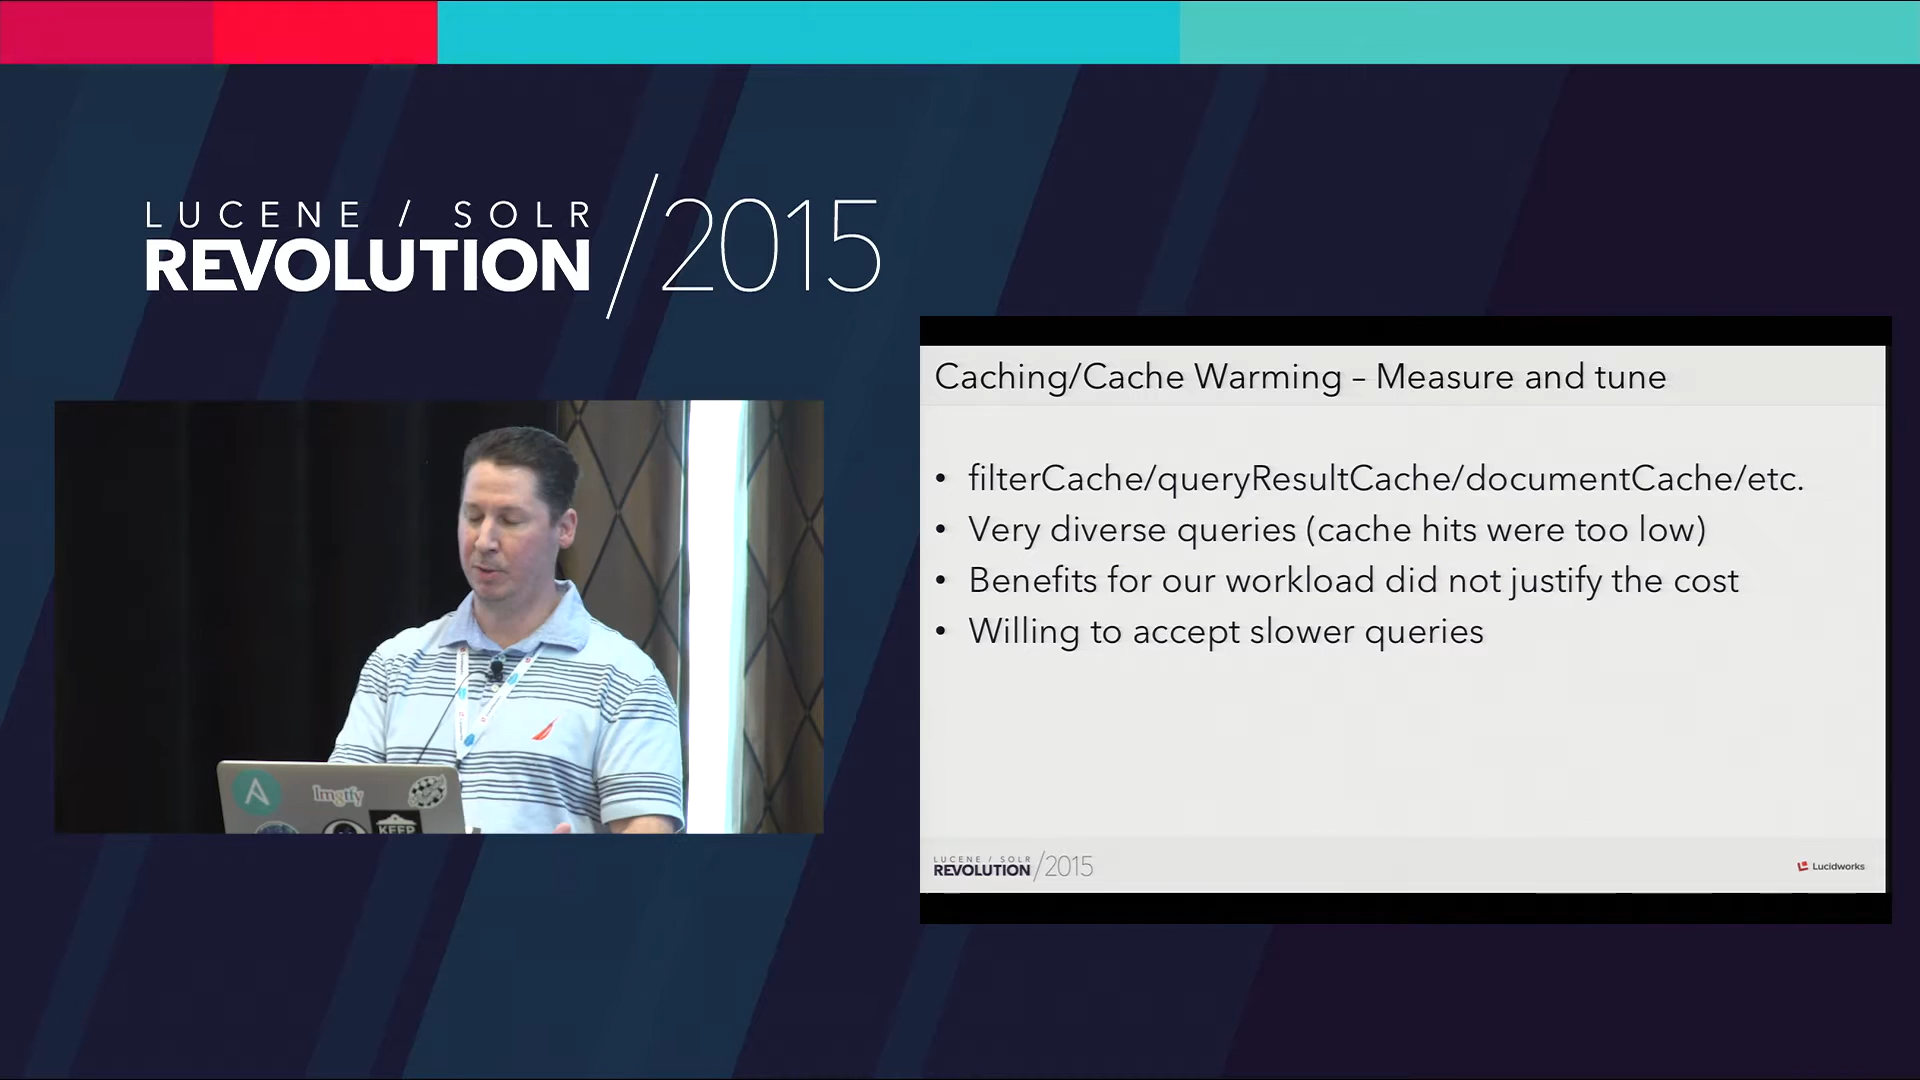 LUCENE / SOLR
REVOLUTION /2015
Caching/Cache Warming – Measure and tune
• filterCache/queryResultCache/documentCache/etc.
• Very diverse queries (cache hits were too low)
• Benefits for our workload did not justify the cost
• Willing to accept slower queries
LUCENE / SOLR
REVOLUTION /2015
Lucidworks
lmgtfy
KEEP